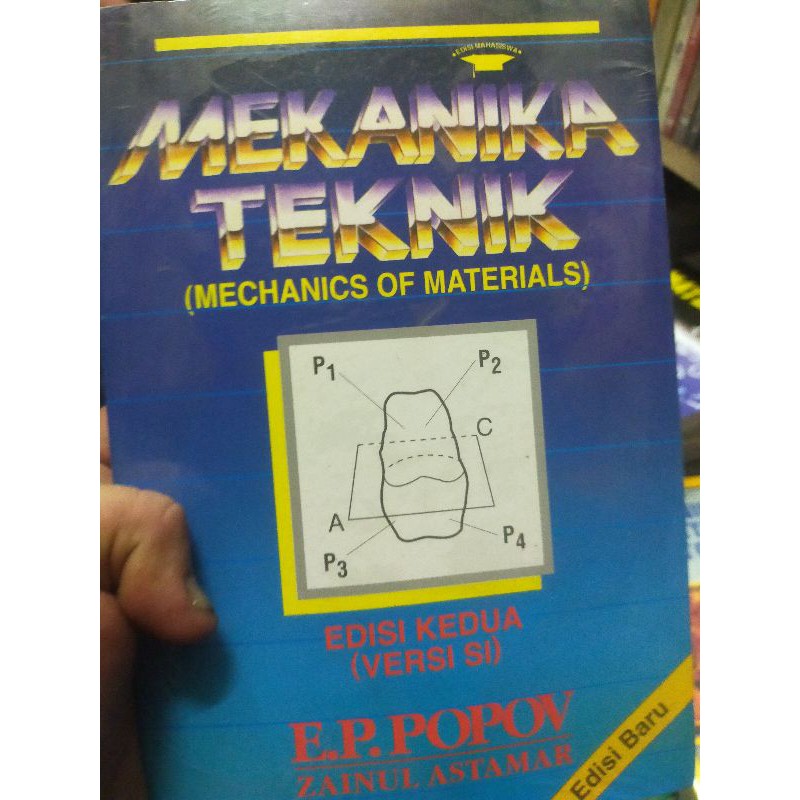 EDISI MAHASISWA
MEKANIKA
TEKNIK
(MECHANICS OF MATERIALS)
P1
P2
C
A
P3
P4
EDISI KEDUA
(VERSI SI)
E.P. POPOV
ZAINUL ASTAMAR
Edisi Baru